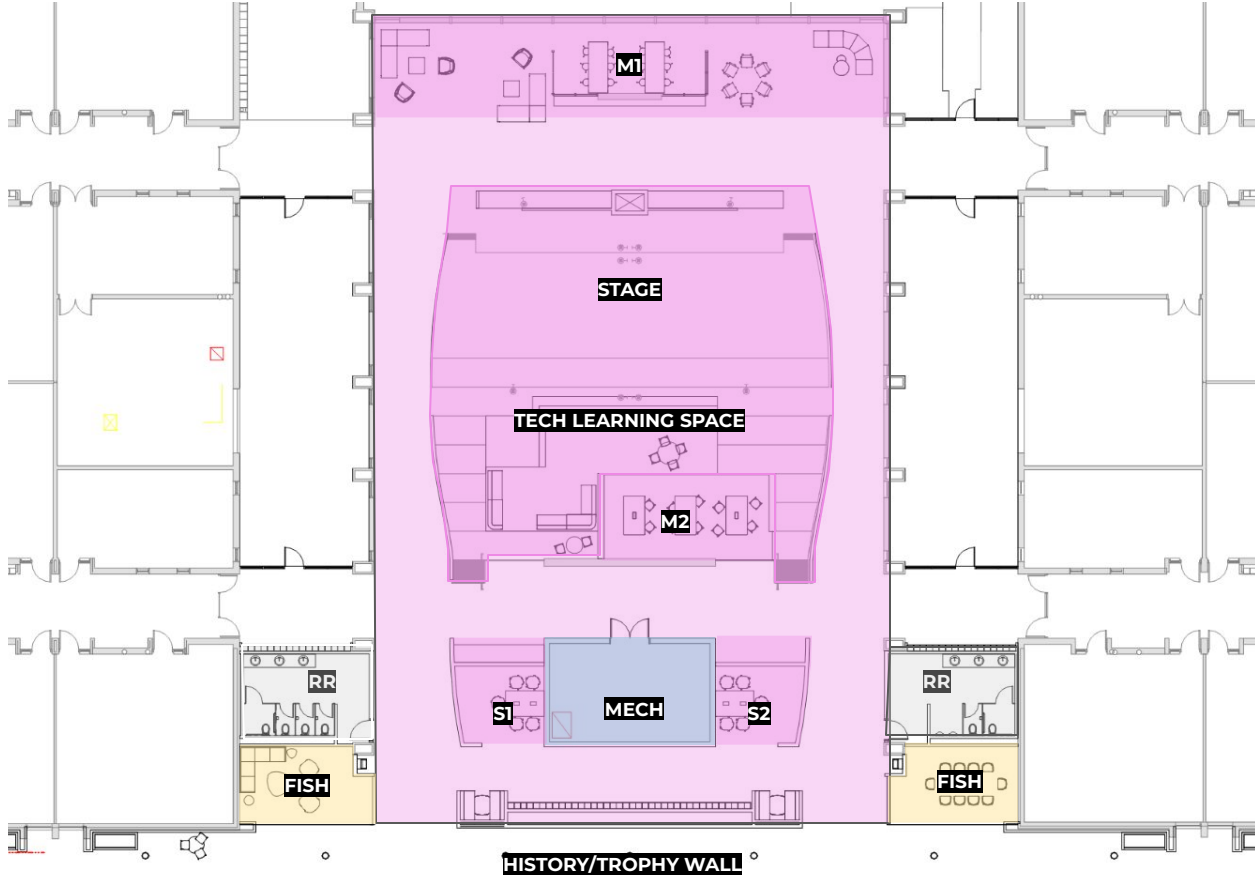 M1
STAGE
TECH LEARNING SPACE
M2
RR
RR
S1
MECH
S2
FISH
FISH
HISTORY/TROPHY WALL